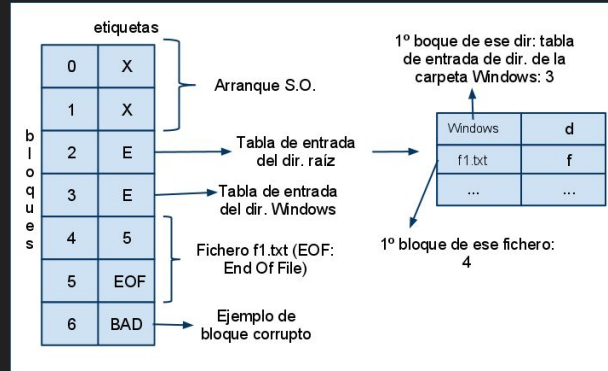 etiquetas
bloques
0 X
1 X
2 E
3 E
4 5
5 EOF
6 BAD
Arranque S.O.
Tabla de entrada
del dir. raíz
Tabla de entrada
del dir. Windows
Fichero f1.txt (EOF:
End Of File)
Ejemplo de
bloque corrupto
1º boque de ese dir: tabla
de entrada de dir. de la
carpeta Windows: 3
Windows d
f1.txt f
... ...
1º bloque de ese fichero:
4